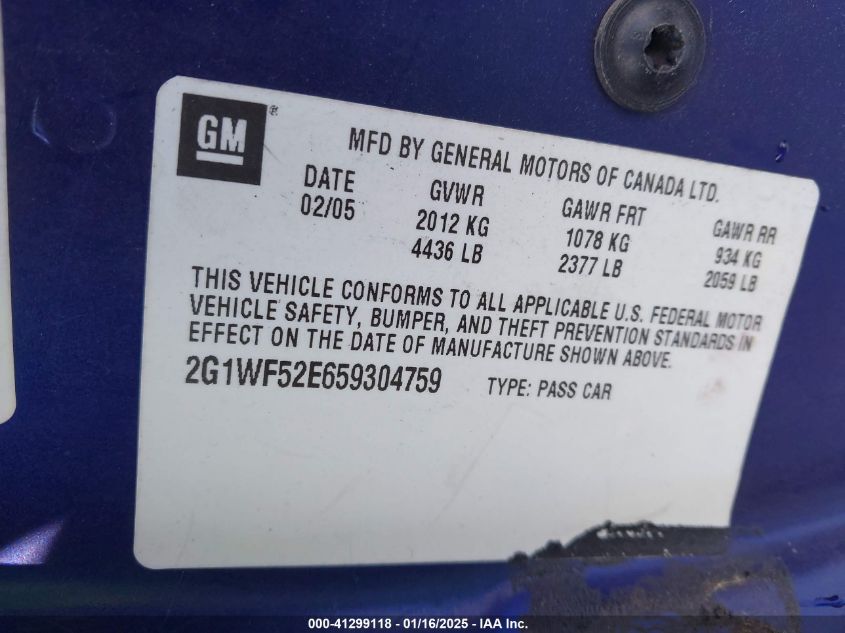 GM ®
MFD BY GENERAL MOTORS OF CANADA LTD.
DATE GVWR GAWR FRT GAWR RR
02/05 2012 KG 1078 KG 934 KG
4436 LB 2377 LB 2059 LB
THIS VEHICLE CONFORMS TO ALL APPLICABLE U.S. FEDERAL MOTOR
VEHICLE SAFETY, BUMPER, AND THEFT PREVENTION STANDARDS IN
EFFECT ON THE DATE OF MANUFACTURE SHOWN ABOVE.
2G1WF52E659304759 TYPE: PASS CAR
000-41299118 - 01/16/2025 - IAA Inc.